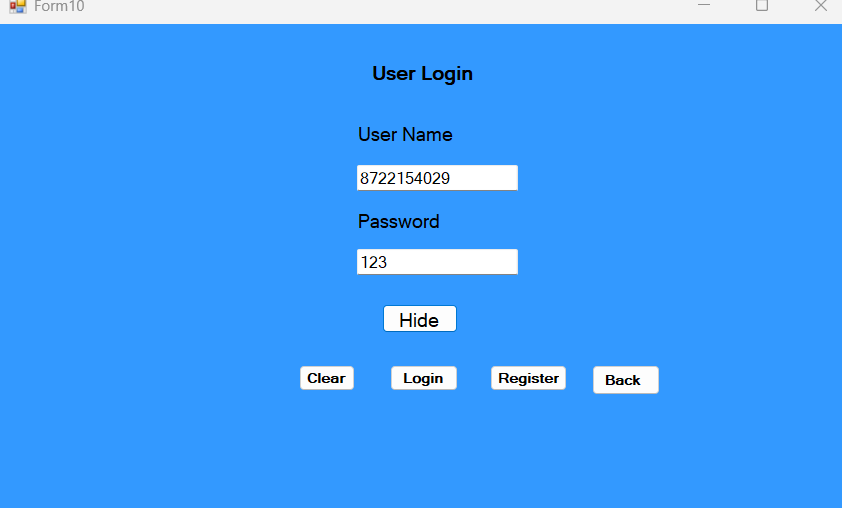 Form10
User Login
User Name
8722154029
Password
123
Hide
Clear Login Register Back